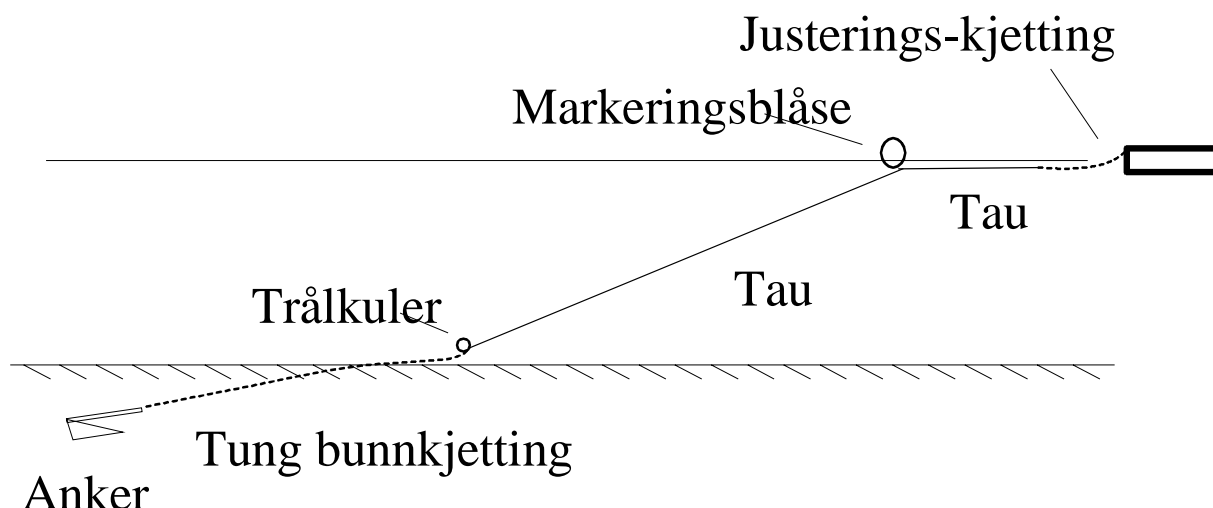 Justerings-kjetting
Markeringsblåse
Tau
Tau
Trålkuler
Tung bunnkjetting
Anker